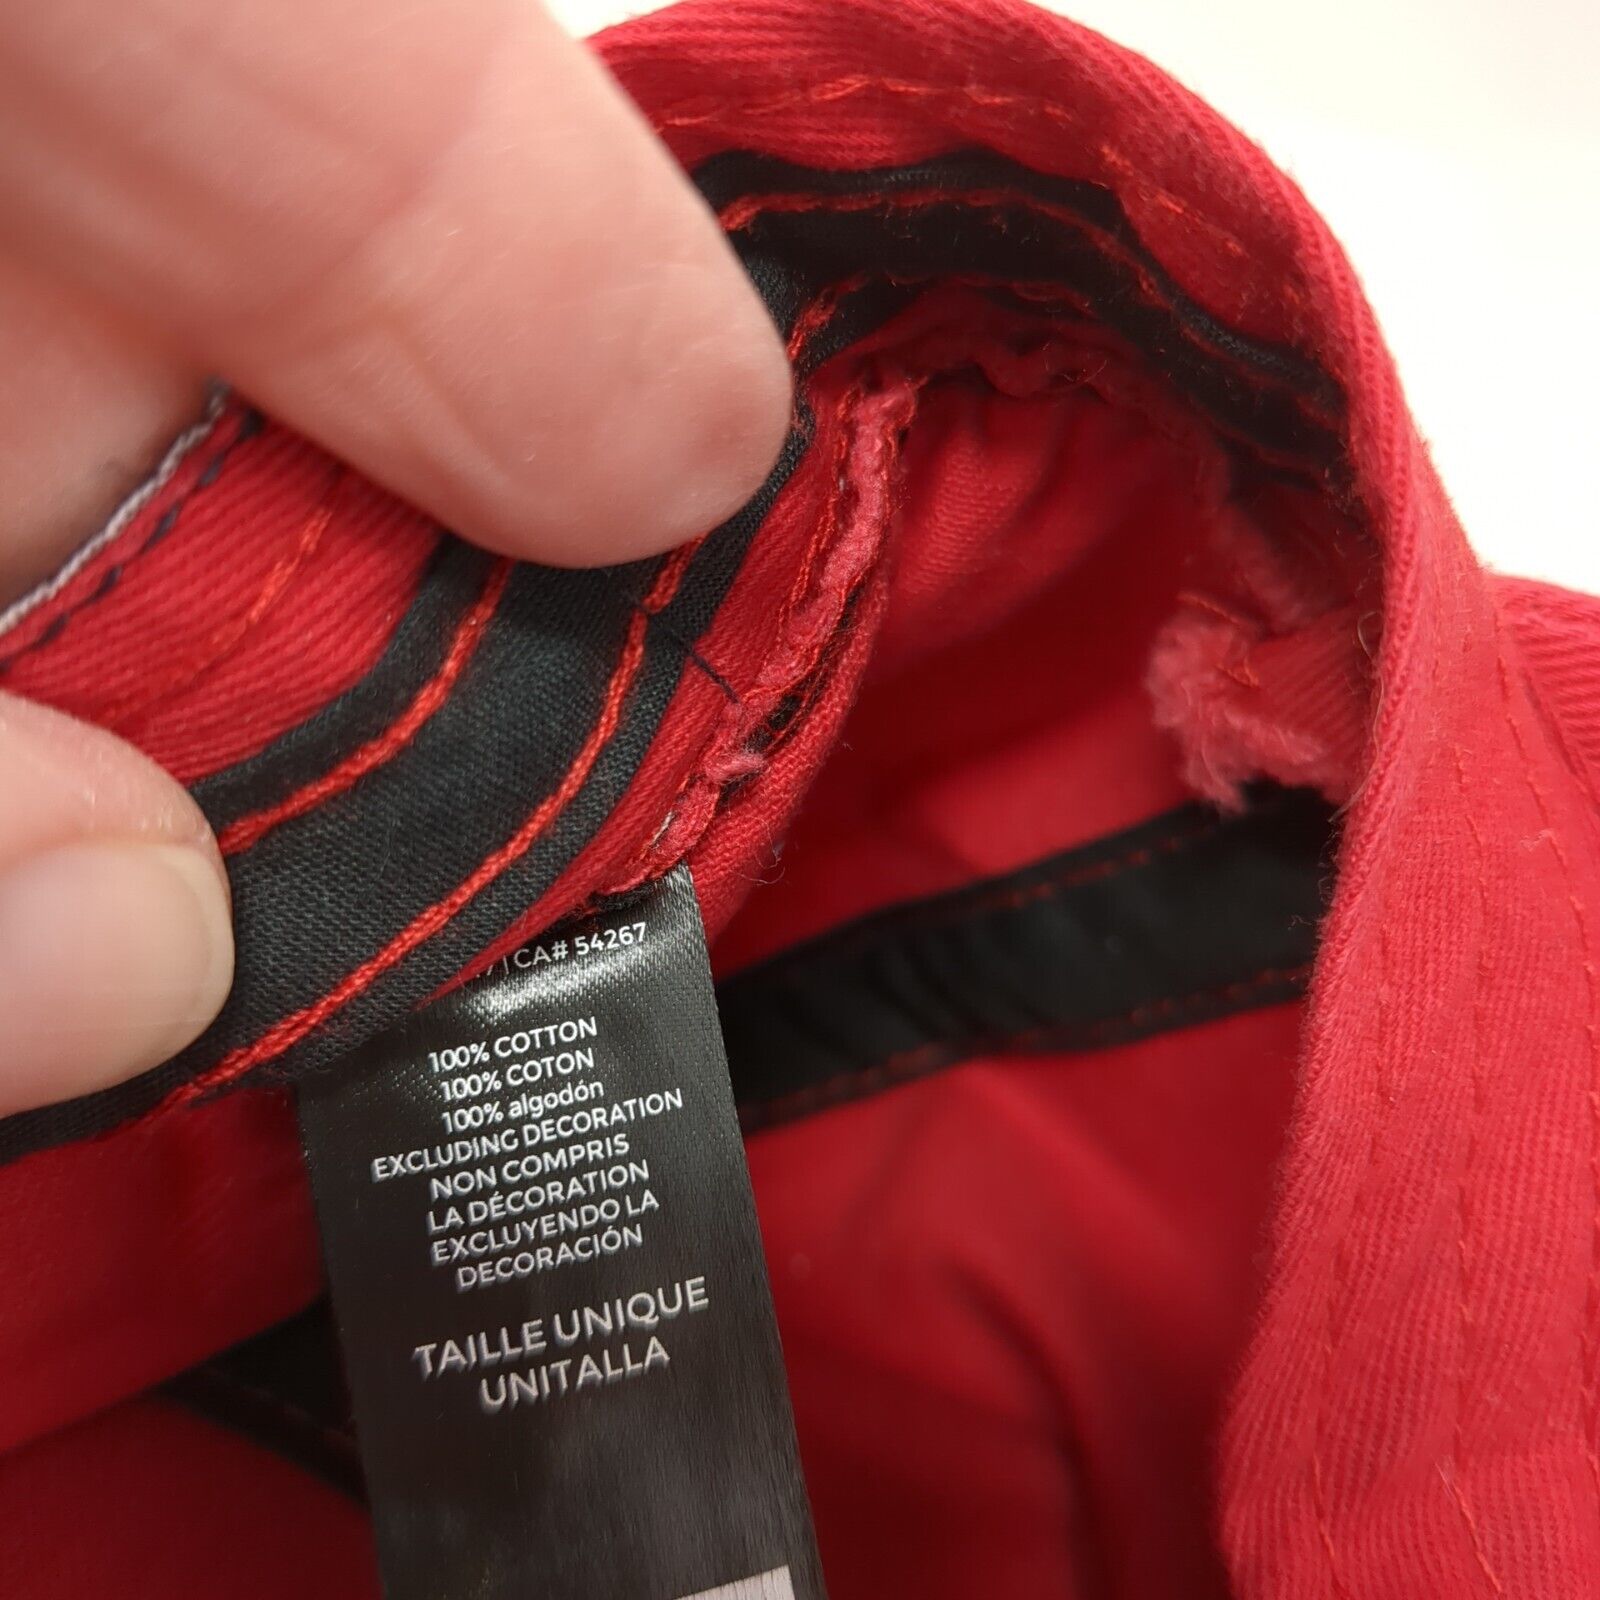 7 | CA# 54267
100% COTTON
100% COTON
100% algodón
EXCLUDING DECORATION
NON COMPRIS
LA DÉCORATION
EXCLUYENDO LA
DECORACIÓN
TAILLE UNIQUE
UNITALLA